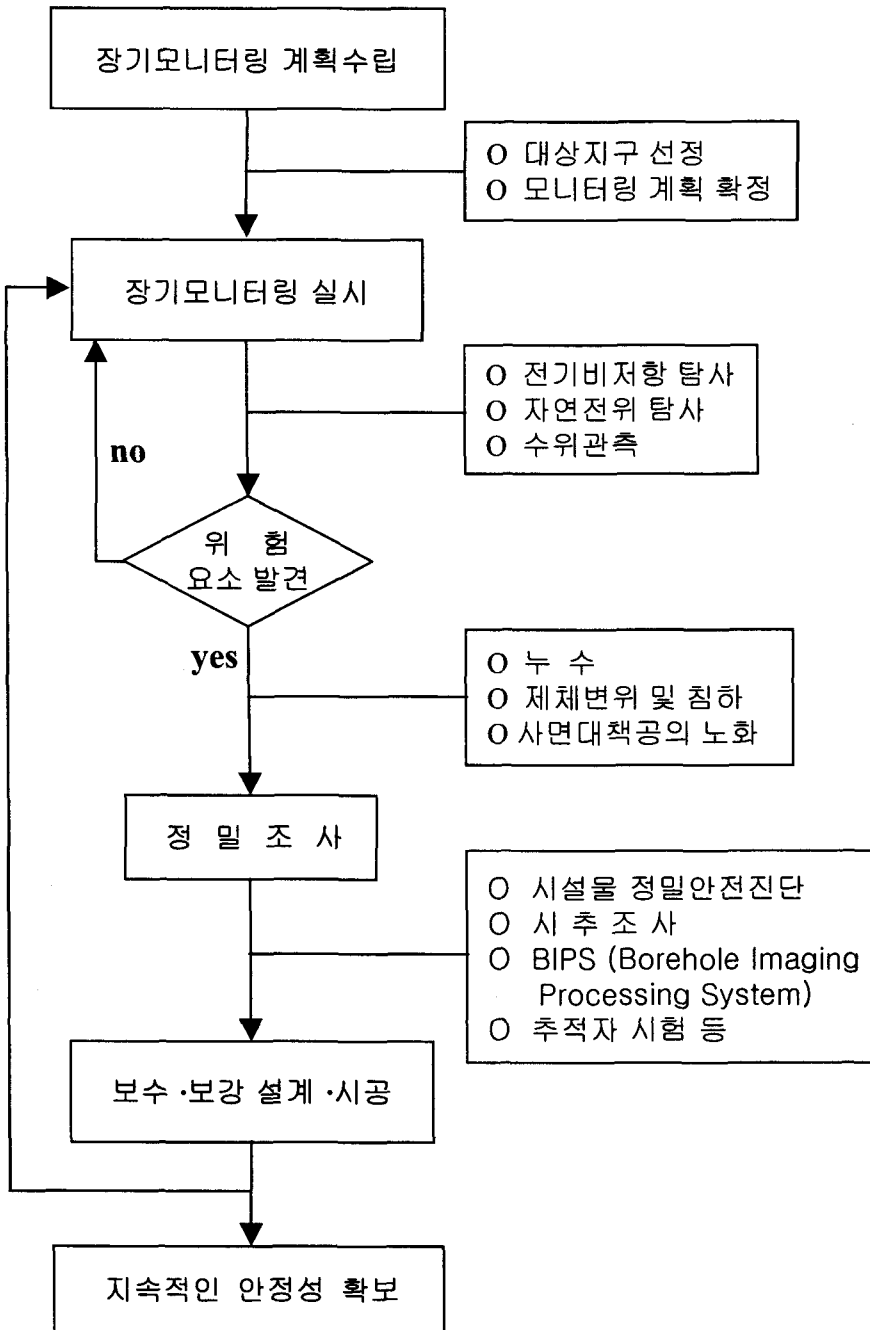 장기모니터링 계획수립
O 대상지구 선정
O 모니터링 계획 확정
장기모니터링 실시
O 전기비저항 탐사
O 자연전위 탐사
O 수위관측
no
위 험
요소 발견
yes
O 누 수
O 제체변위 및 침하
O 사면대책공의 노화
정 밀 조 사
O 시설물 정밀안전진단
O 시 추 조 사
O BIPS (Borehole Imaging
Processing System)
O 추적자 시험 등
보수·보강 설계·시공
지속적인 안정성 확보